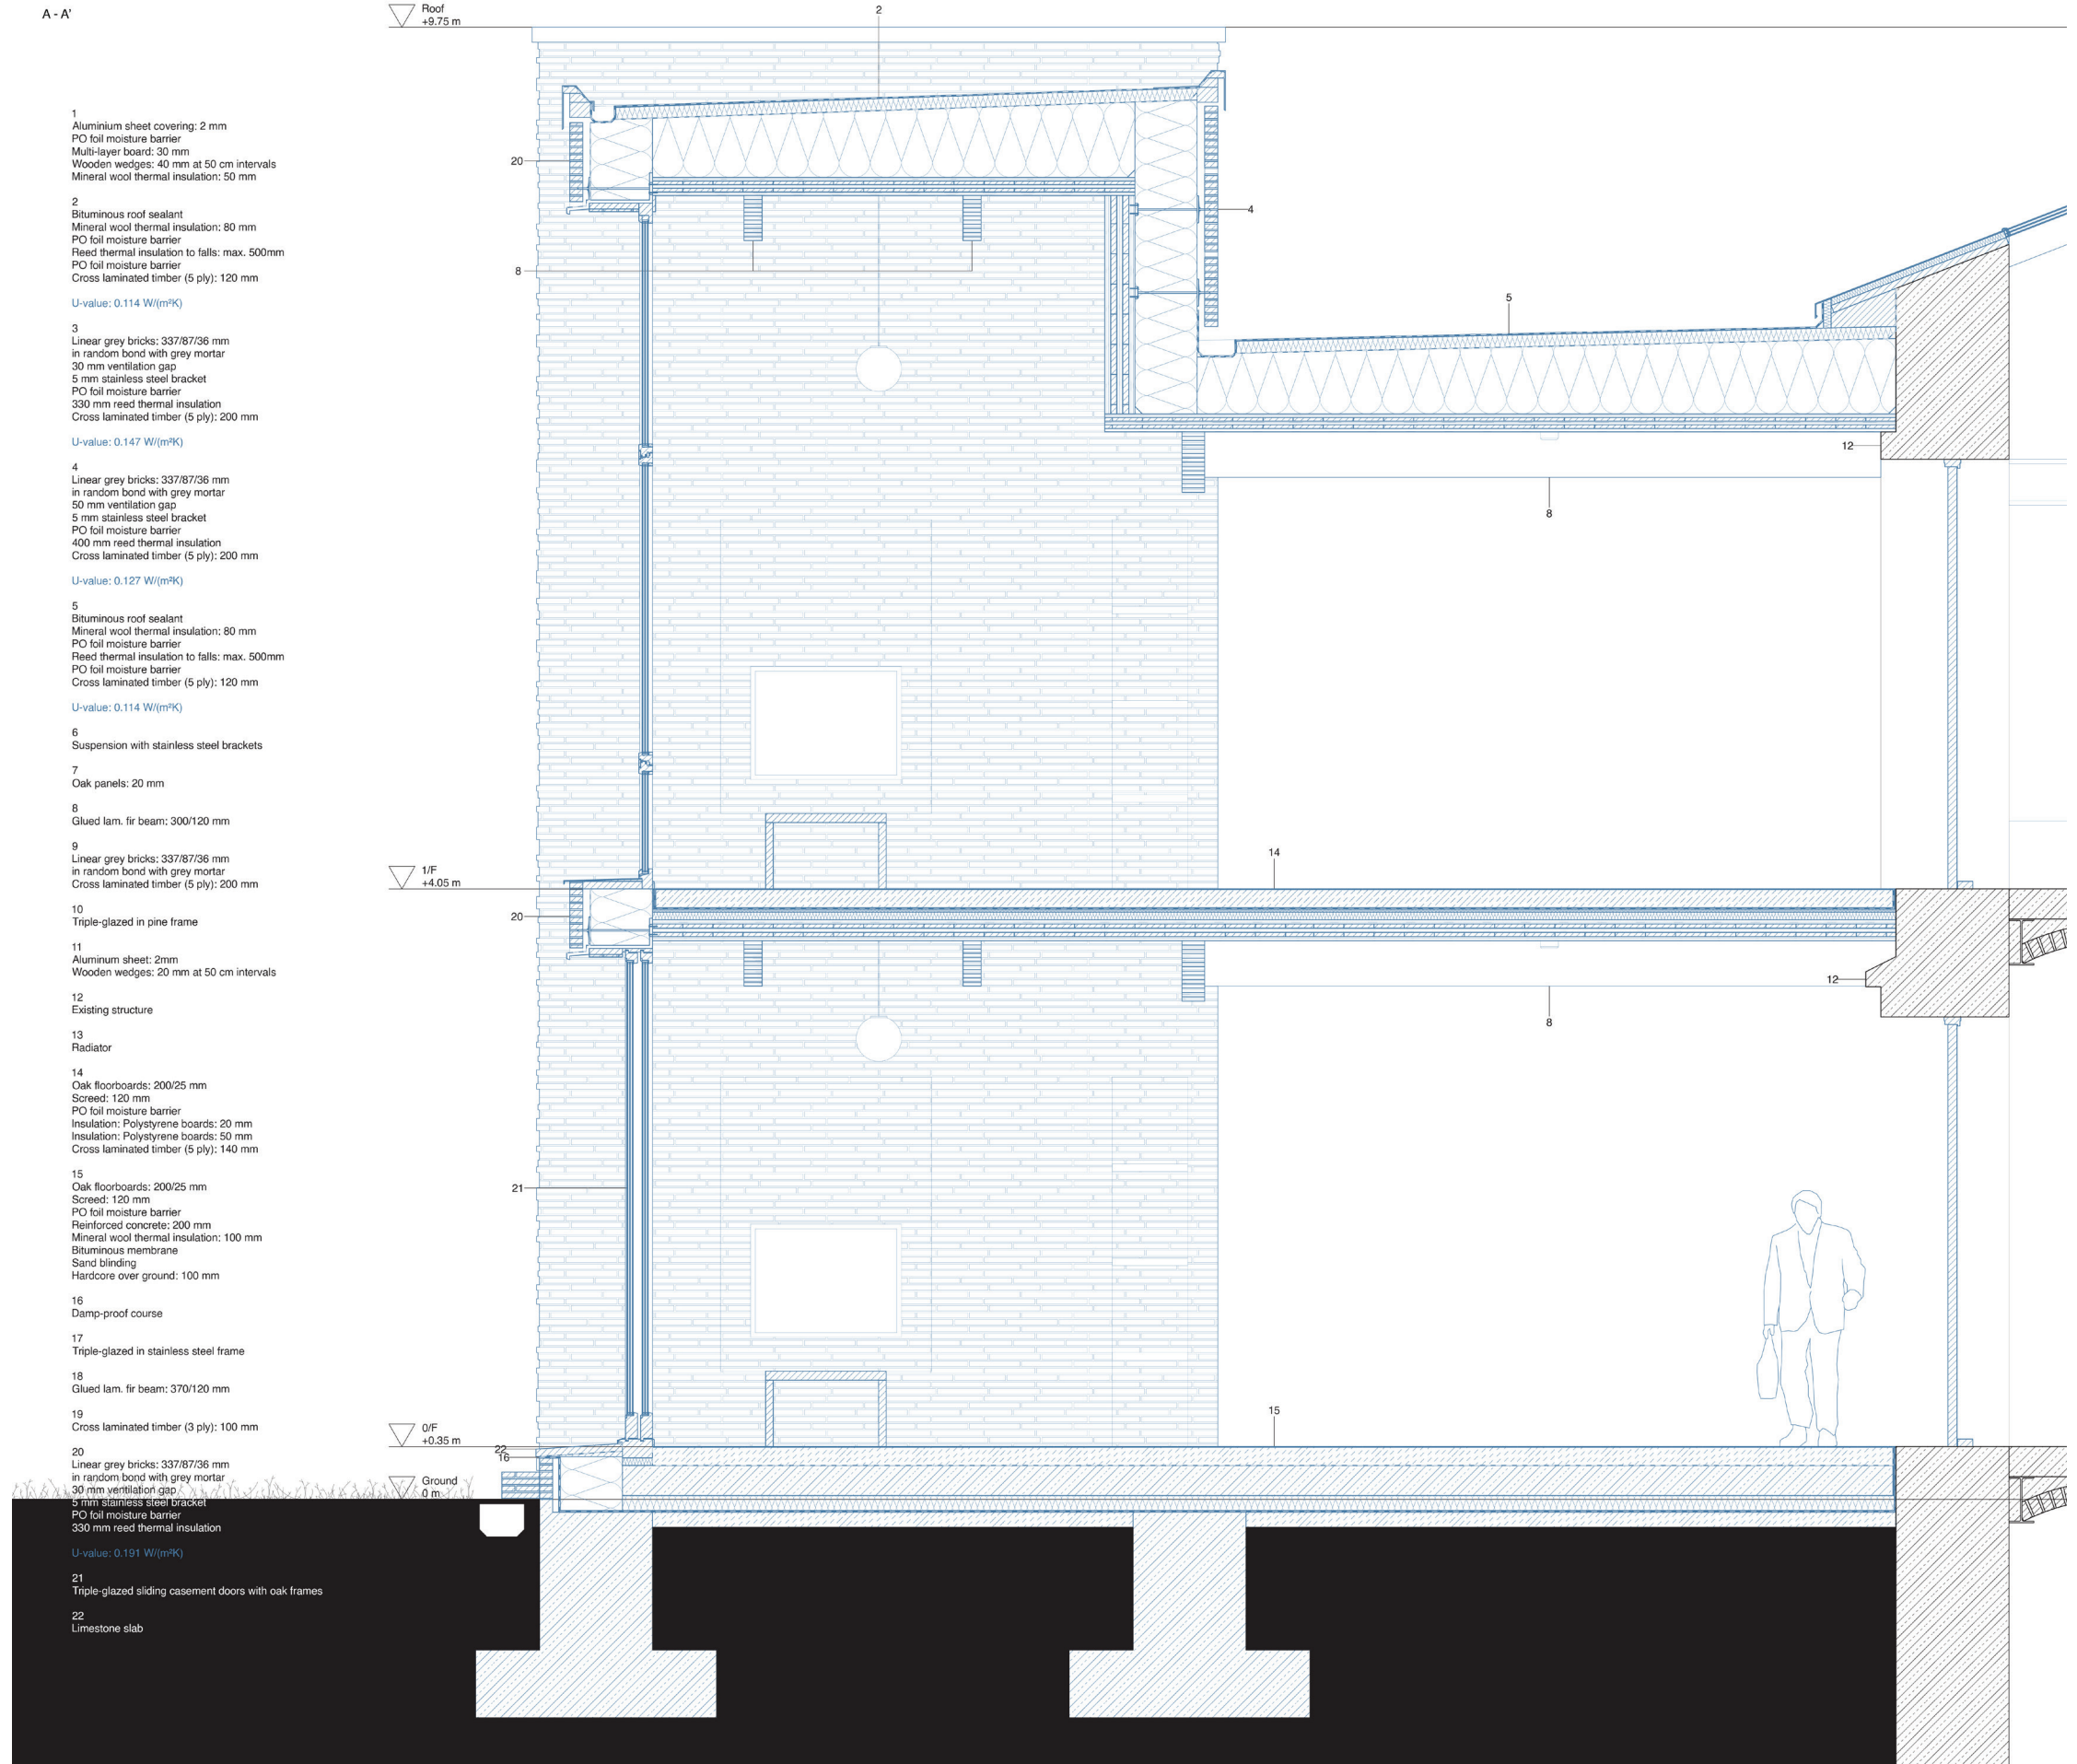 A - A'
1
Aluminium sheet covering: 2 mm
PO foil moisture barrier
Multi-layer board: 30 mm
Wooden wedges: 40 mm at 50 cm intervals
Mineral wool thermal insulation: 50 mm
2
Bituminous roof sealant
Mineral wool thermal insulation: 80 mm
PO foil moisture barrier
Reed thermal insulation to falls: max. 500mm
PO foil moisture barrier
Cross laminated timber (5 ply): 120 mm
U-value: 0.114 W/(m²K)
3
Linear grey bricks: 337/87/36 mm
in random bond with grey mortar
30 mm ventilation gap
5 mm stainless steel bracket
PO foil moisture barrier
330 mm reed thermal insulation
Cross laminated timber (5 ply): 200 mm
U-value: 0.147 W/(m²K)
4
Linear grey bricks: 337/87/36 mm
in random bond with grey mortar
50 mm ventilation gap
5 mm stainless steel bracket
PO foil moisture barrier
400 mm reed thermal insulation
Cross laminated timber (5 ply): 200 mm
U-value: 0.127 W/(m²K)
5
Bituminous roof sealant
Mineral wool thermal insulation: 80 mm
PO foil moisture barrier
Reed thermal insulation to falls: max. 500mm
PO foil moisture barrier
Cross laminated timber (5 ply): 120 mm
U-value: 0.114 W/(m²K)
6
Suspension with stainless steel brackets
7
Oak panels: 20 mm
8
Glued lam. fir beam: 300/120 mm
9
Linear grey bricks: 337/87/36 mm
in random bond with grey mortar
Cross laminated timber (5 ply): 200 mm
10
Triple-glazed in pine frame
11
Aluminum sheet: 2mm
Wooden wedges: 20 mm at 50 cm intervals
12
Existing structure
13
Radiator
14
Oak floorboards: 200/25 mm
Screed: 120 mm
PO foil moisture barrier
Insulation: Polystyrene boards: 20 mm
Insulation: Polystyrene boards: 50 mm
Cross laminated timber (5 ply): 140 mm
15
Oak floorboards: 200/25 mm
Screed: 120 mm
PO foil moisture barrier
Reinforced concrete: 200 mm
Mineral wool thermal insulation: 100 mm
Bituminous membrane
Sand blinding
Hardcore over ground: 100 mm
16
Damp-proof course
17
Triple-glazed in stainless steel frame
18
Glued lam. fir beam: 370/120 mm
19
Cross laminated timber (3 ply): 100 mm
20
Linear grey bricks: 337/87/36 mm
in random bond with grey mortar
30 mm ventilation gap
5 mm stainless steel bracket
PO foil moisture barrier
330 mm reed thermal insulation
U-value: 0.191 W/(m²K)
21
Triple-glazed sliding casement doors with oak frames
22
Limestone slab
Roof
+9.75 m
2
20
4
8
5
12
8
14
1/F
+4.05 m
20
12
8
21
15
0/F
+0.35 m
22
16
Ground
0 m